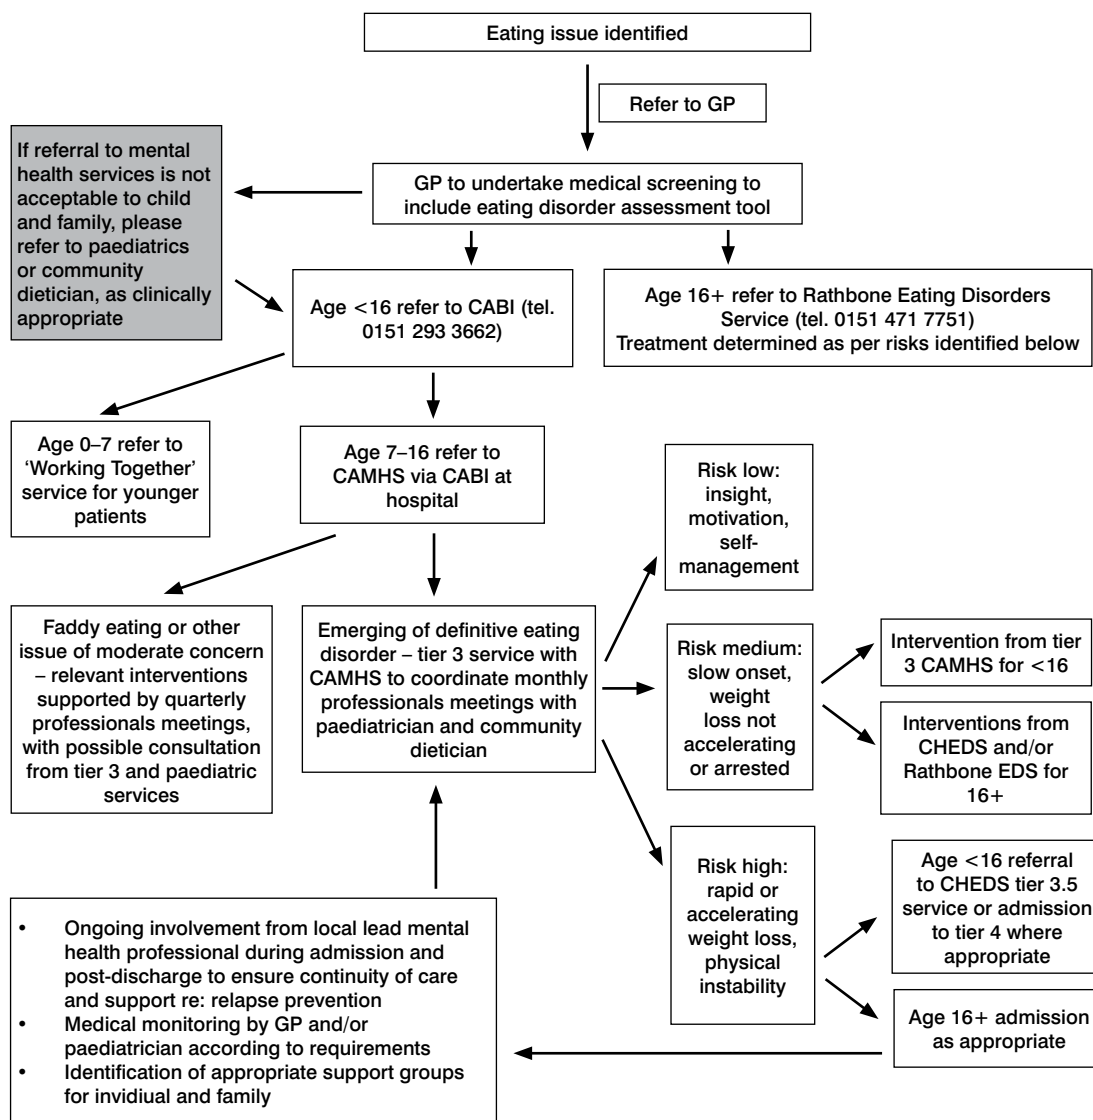 Eating issue identified
Refer to GP
If referral to mental
health services is not
acceptable to child
and family, please
refer to paediatrics
or community
dietician, as clinically
appropriate
GP to undertake medical screening to
include eating disorder assessment tool
Age <16 refer to CABI (tel.
0151 293 3662)
Age 16+ refer to Rathbone Eating Disorders
Service (tel. 0151 471 7751)
Treatment determined as per risks identified below
Age 0–7 refer to
‘Working Together’
service for younger
patients
Age 7–16 refer to
CAMHS via CABI at
hospital
Risk low:
insight,
motivation,
self-
management
Faddy eating or other
issue of moderate concern
– relevant interventions
supported by quarterly
professionals meetings,
with possible consultation
from tier 3 and paediatric
services
Emerging of definitive eating
disorder – tier 3 service with
CAMHS to coordinate monthly
professionals meetings with
paediatrician and community
dietician
Risk medium:
slow onset,
weight
loss not
accelerating
or arrested
Intervention from tier
3 CAMHS for <16
Interventions from
CHEDS and/or
Rathbone EDS for
16+
Risk high:
rapid or
accelerating
weight loss,
physical
instability
Age <16 referral
to CHEDS tier 3.5
service or admission
to tier 4 where
appropriate
Age 16+ admission
as appropriate
• Ongoing involvement from local lead mental
health professional during admission and
post-discharge to ensure continuity of care
and support re: relapse prevention
• Medical monitoring by GP and/or
paediatrician according to requirements
• Identification of appropriate support groups
for invidiual and family